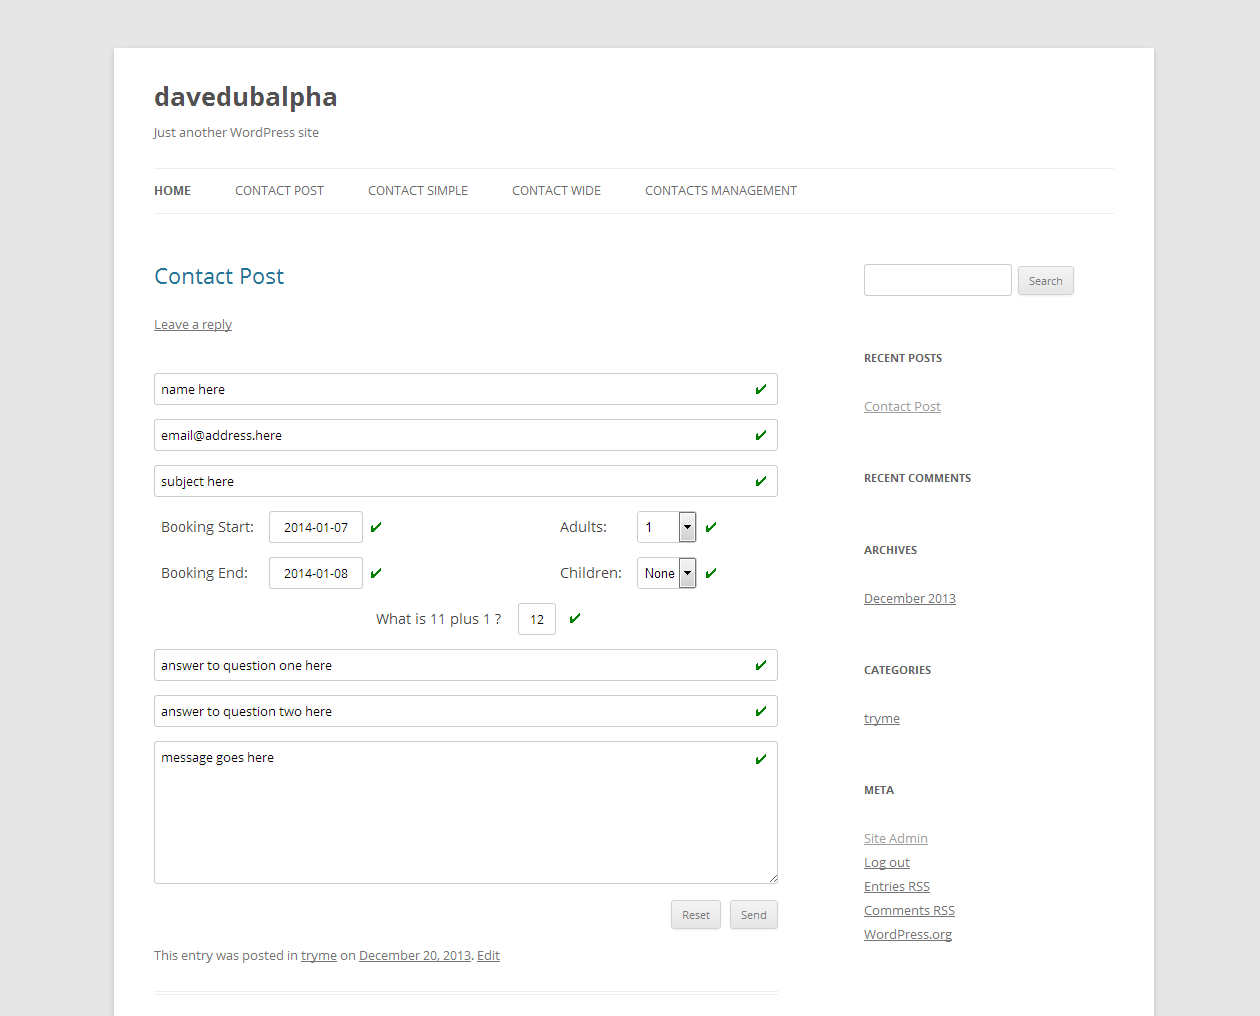 davedubalpha
Just another WordPress site
HOME CONTACT POST CONTACT SIMPLE CONTACT WIDE CONTACTS MANAGEMENT
Contact Post
Leave a reply
name here
email@address.here
subject here
Booking Start: 2014-01-07 Adults: 1
Booking End: 2014-01-08 Children: None
What is 11 plus 1 ? 12
answer to question one here
answer to question two here
message goes here
Reset Send
This entry was posted in tryme on December 20, 2013. Edit
Search
RECENT POSTS
Contact Post
RECENT COMMENTS
ARCHIVES
December 2013
CATEGORIES
tryme
META
Site Admin
Log out
Entries RSS
Comments RSS
WordPress.org